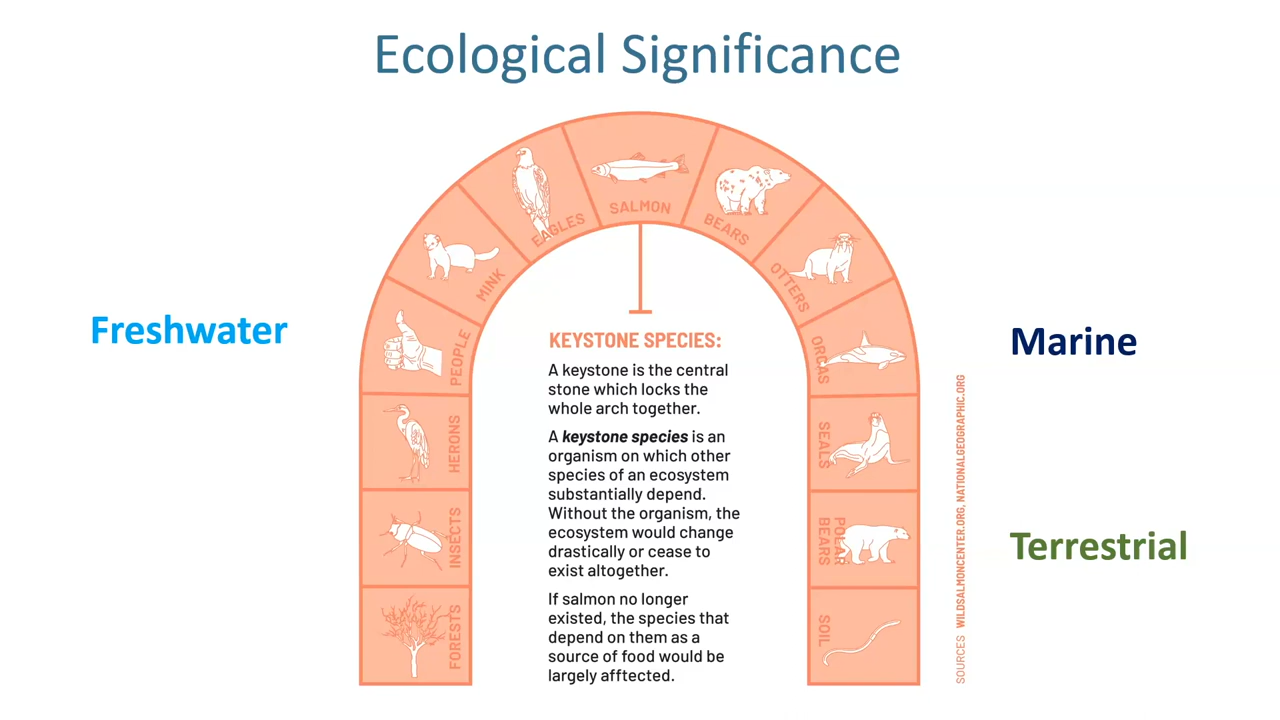 Ecological Significance
SALMON
EAGLES
BEARS
MINK
OTTERS
PEOPLE
ORCAS
HERONS
SEALS
INSECTS
POLAR
BEARS
FORESTS
SOIL
Freshwater
KEYSTONE SPECIES:
A keystone is the central
stone which locks the
whole arch together.
A keystone species is an
organism on which other
species of an ecosystem
substantially depend.
Without the organism, the
ecosystem would change
drastically or cease to
exist altogether.
If salmon no longer
existed, the species that
depend on them as a
source of food would be
largely afftected.
Marine
Terrestrial
SOURCES WILDSALMONCENTER.ORG, NATIONALGEOGRAPHIC.ORG